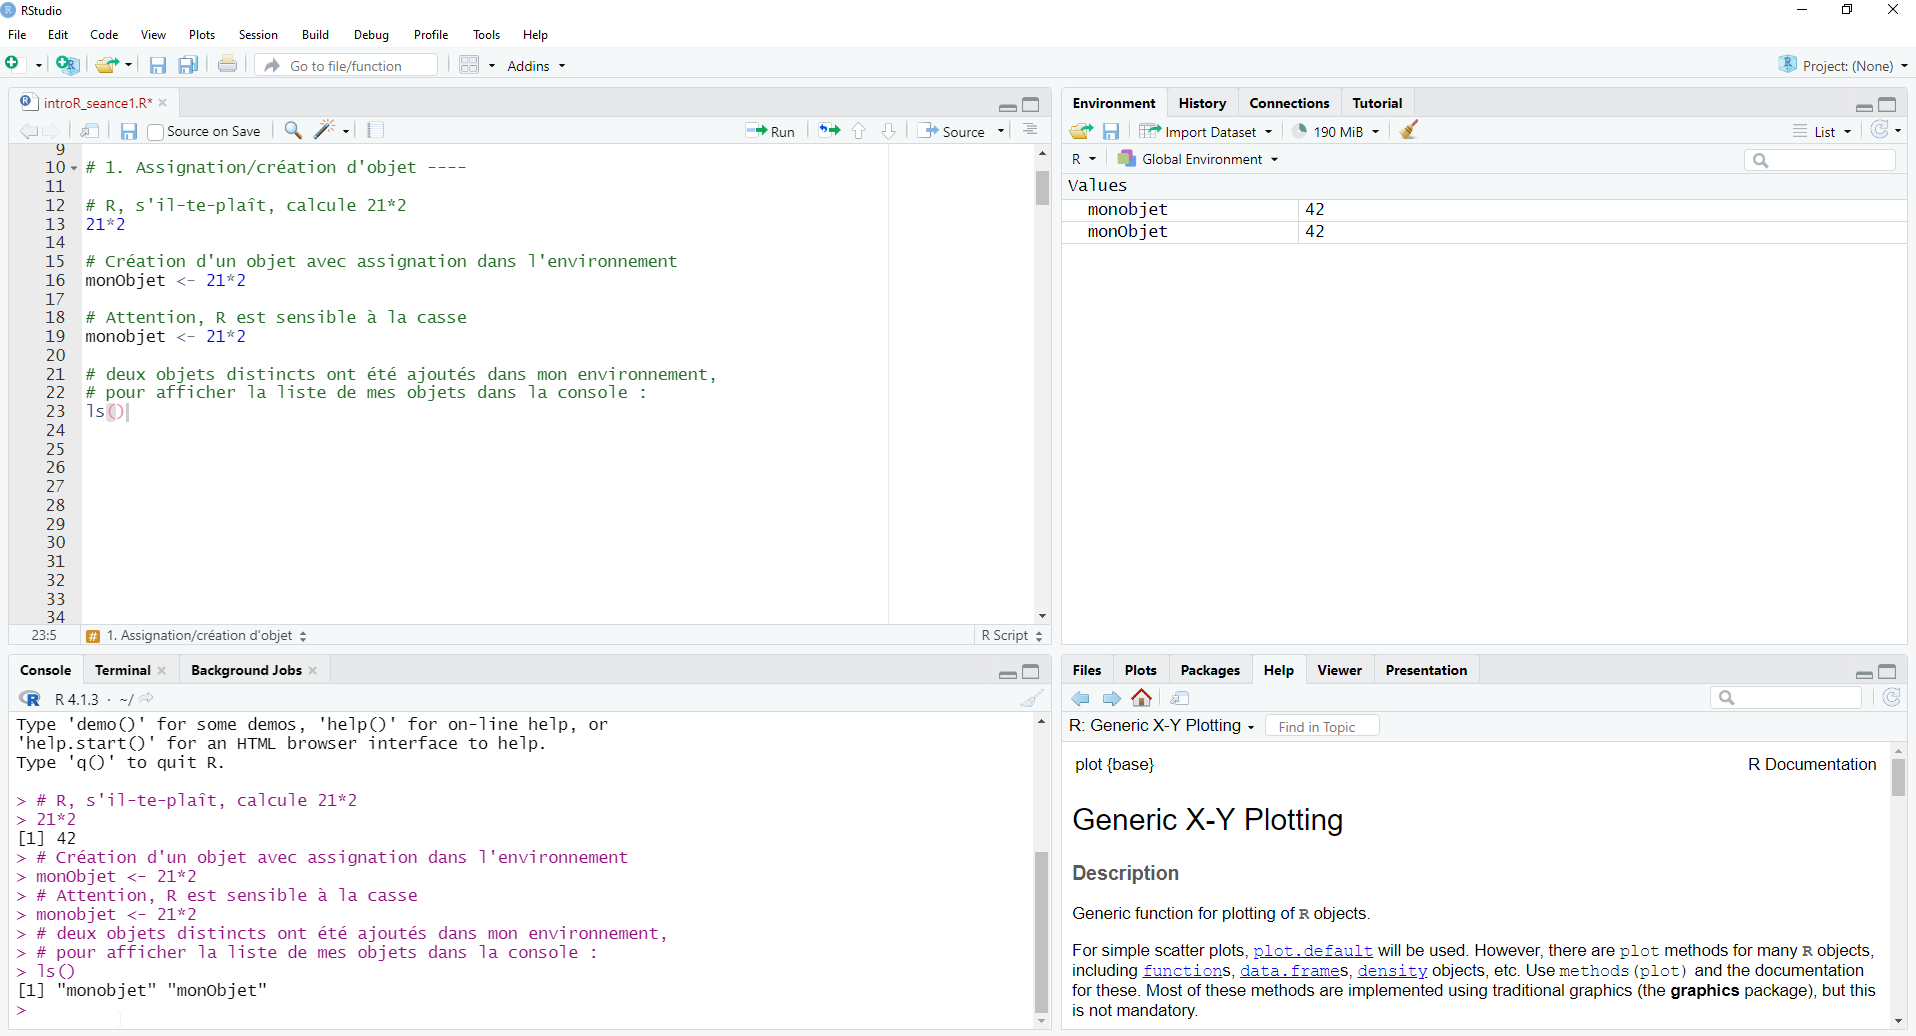 RStudio
File Edit Code View Plots Session Build Debug Profile Tools Help
Go to file/function Addins Project: (None)
introR_seance1.R*
Source on Save Run Source
9
10 # 1. Assignation/création d'objet ----
11
12 # R, s'il-te-plaît, calcule 21*2
13 21*2
14
15 # Création d'un objet avec assignation dans l'environnement
16 monObjet <- 21*2
17
18 # Attention, R est sensible à la casse
19 monobjet <- 21*2
20
21 # deux objets distincts ont été ajoutés dans mon environnement,
22 # pour afficher la liste de mes objets dans la console :
23 ls()
24
25
26
27
28
29
30
31
32
33
34
23:5 # 1. Assignation/création d'objet R Script
Console Terminal Background Jobs
R 4.1.3 · ~/
Type 'demo()' for some demos, 'help()' for on-line help, or
'help.start()' for an HTML browser interface to help.
Type 'q()' to quit R.
> # R, s'il-te-plaît, calcule 21*2
> 21*2
[1] 42
> # Création d'un objet avec assignation dans l'environnement
> monObjet <- 21*2
> # Attention, R est sensible à la casse
> monobjet <- 21*2
> # deux objets distincts ont été ajoutés dans mon environnement,
> # pour afficher la liste de mes objets dans la console :
> ls()
[1] "monobjet" "monObjet"
>
Environment History Connections Tutorial
Import Dataset 190 MiB List
R Global Environment
Values
monobjet 42
monObjet 42
Files Plots Packages Help Viewer Presentation
R: Generic X-Y Plotting Find in Topic
plot {base} R Documentation
Generic X-Y Plotting
Description
Generic function for plotting of R objects.
For simple scatter plots, plot.default will be used. However, there are plot methods for many R objects,
including functions, data.frames, density objects, etc. Use methods(plot) and the documentation
for these. Most of these methods are implemented using traditional graphics (the graphics package), but this
is not mandatory.